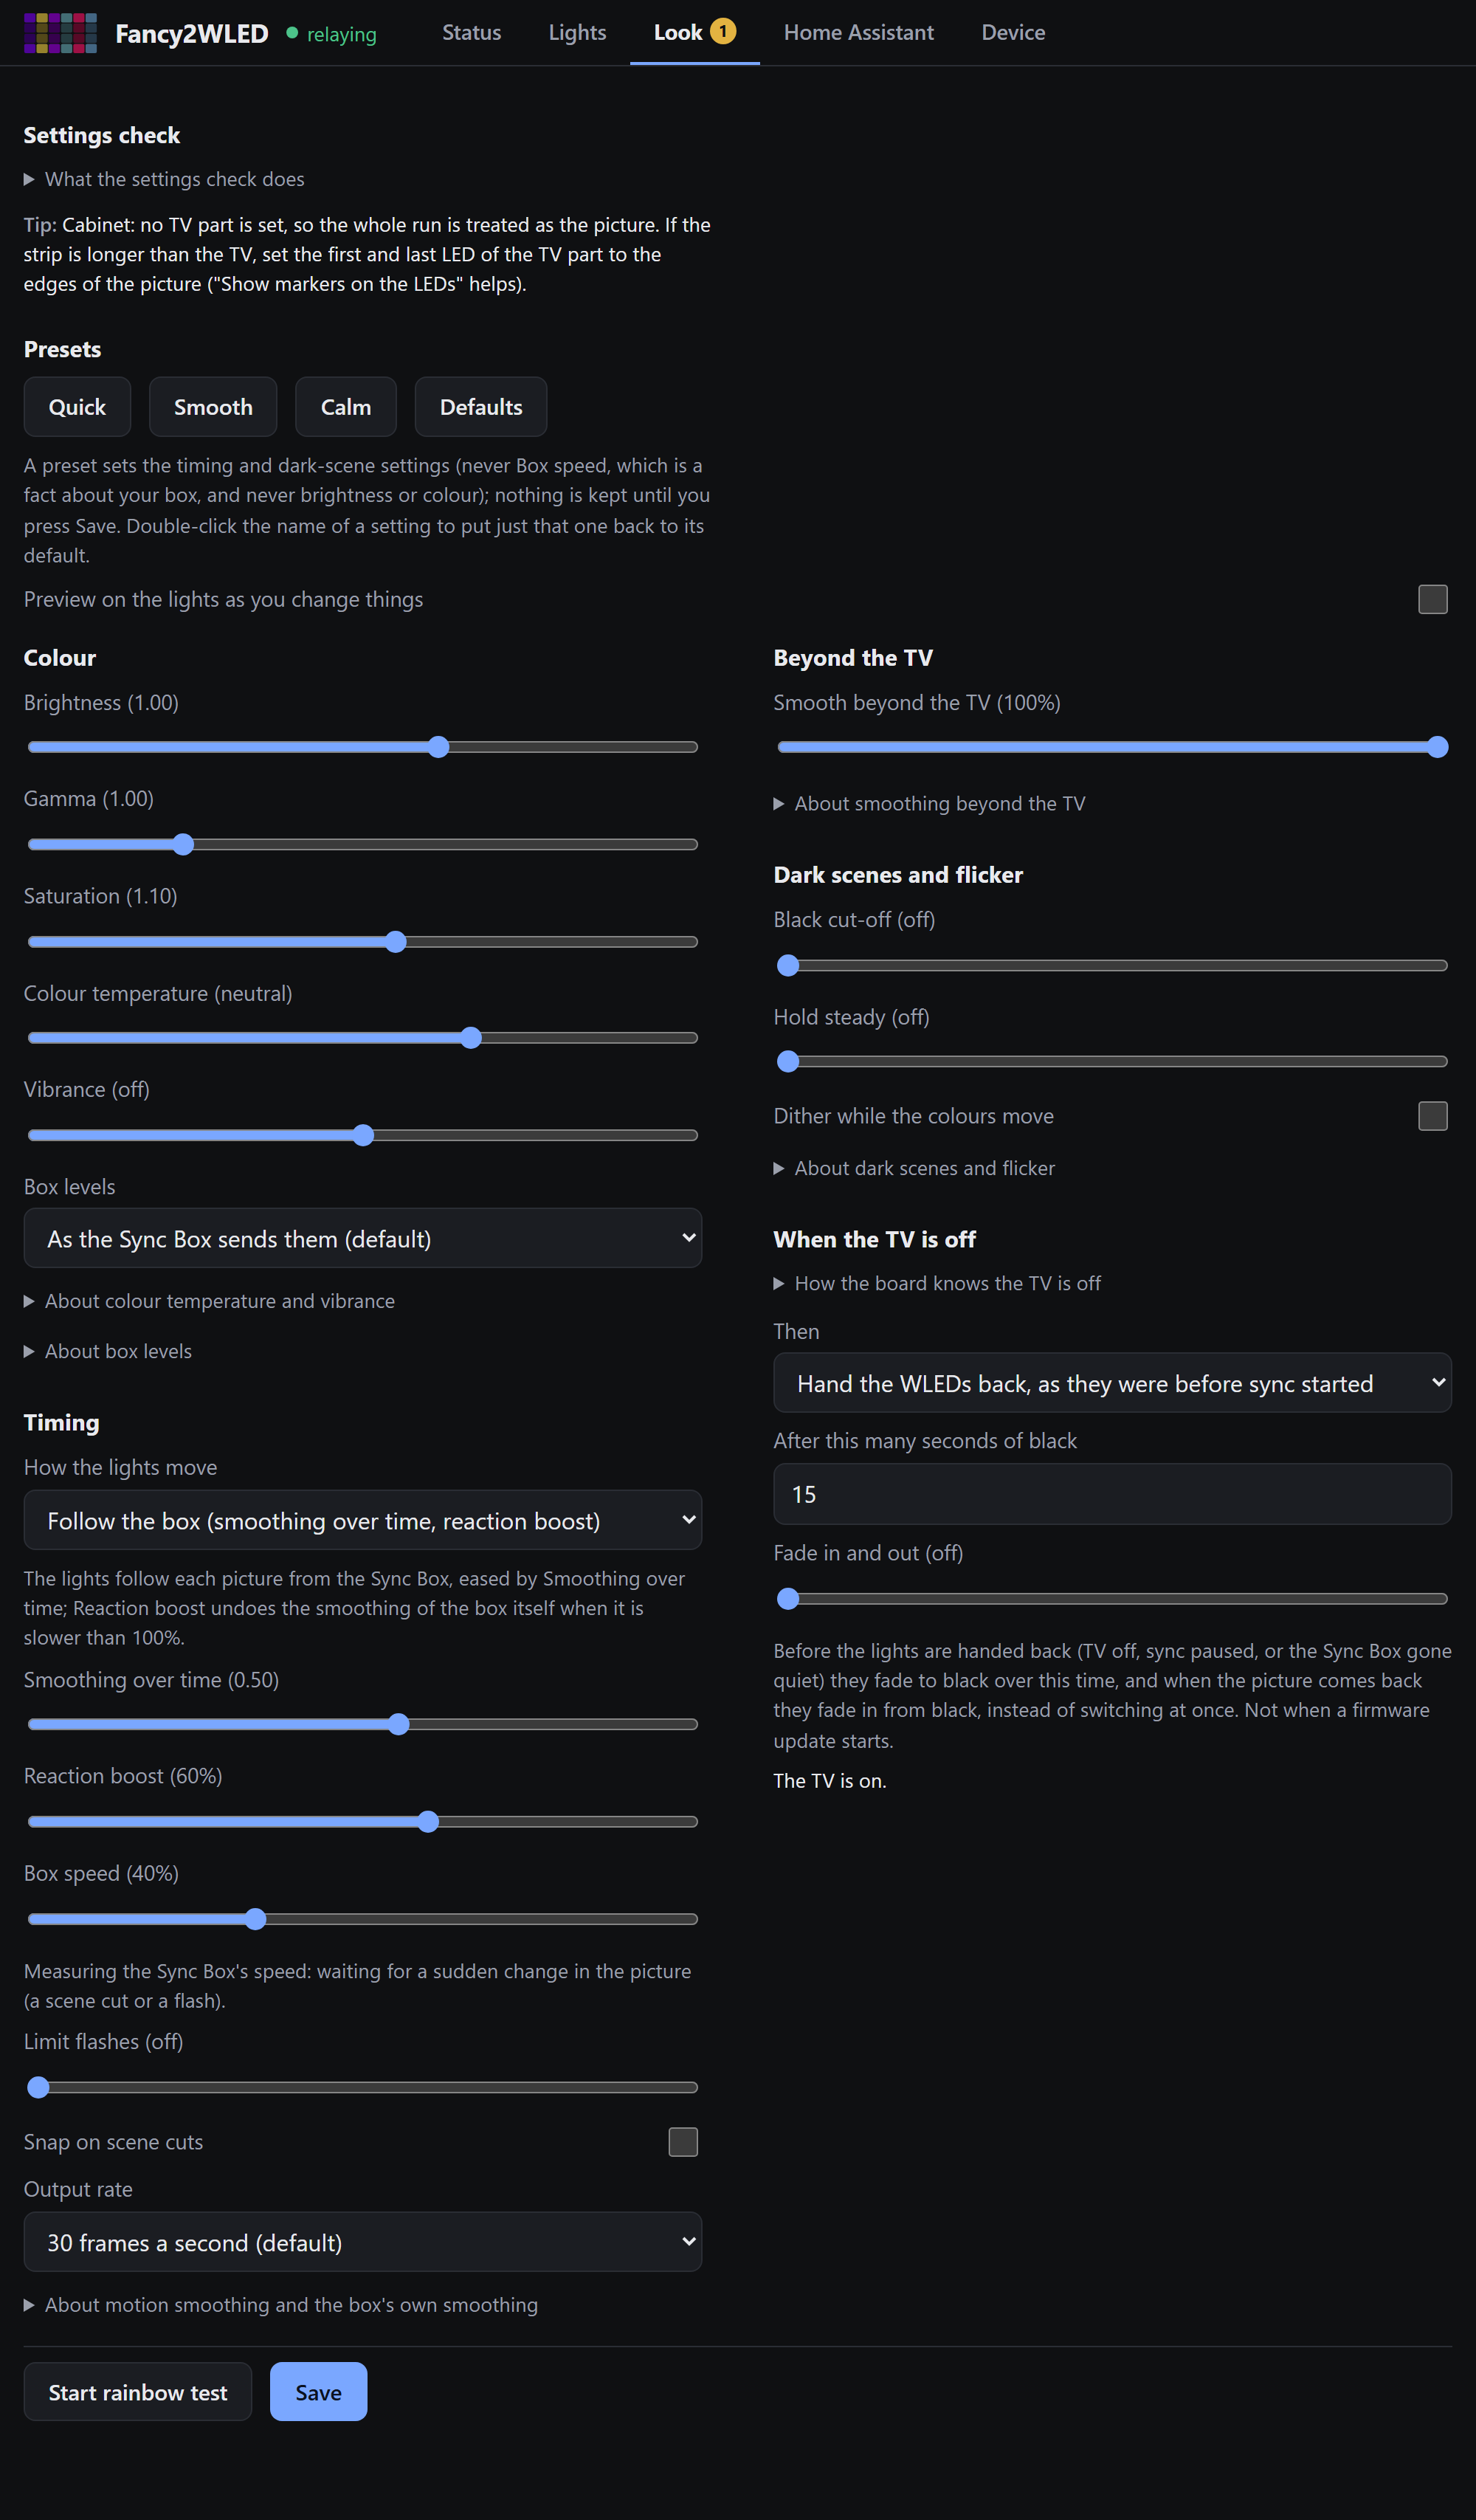 Fancy2WLED
relaying
Status
Lights
Look 1
Home Assistant
Device
Settings check
What the settings check does
Tip: Cabinet: no TV part is set, so the whole run is treated as the picture. If the
strip is longer than the TV, set the first and last LED of the TV part to the
edges of the picture ("Show markers on the LEDs" helps).
Presets
Quick
Smooth
Calm
Defaults
A preset sets the timing and dark-scene settings (never Box speed, which is a
fact about your box, and never brightness or colour); nothing is kept until you
press Save. Double-click the name of a setting to put just that one back to its
default.
Preview on the lights as you change things
Colour
Brightness (1.00)
Gamma (1.00)
Saturation (1.10)
Colour temperature (neutral)
Vibrance (off)
Box levels
As the Sync Box sends them (default)
About colour temperature and vibrance
About box levels
Timing
How the lights move
Follow the box (smoothing over time, reaction boost)
The lights follow each picture from the Sync Box, eased by Smoothing over
time; Reaction boost undoes the smoothing of the box itself when it is
slower than 100%.
Smoothing over time (0.50)
Reaction boost (60%)
Box speed (40%)
Measuring the Sync Box's speed: waiting for a sudden change in the picture
(a scene cut or a flash).
Limit flashes (off)
Snap on scene cuts
Output rate
30 frames a second (default)
About motion smoothing and the box's own smoothing
Beyond the TV
Smooth beyond the TV (100%)
About smoothing beyond the TV
Dark scenes and flicker
Black cut-off (off)
Hold steady (off)
Dither while the colours move
About dark scenes and flicker
When the TV is off
How the board knows the TV is off
Then
Hand the WLEDs back, as they were before sync started
After this many seconds of black
15
Fade in and out (off)
Before the lights are handed back (TV off, sync paused, or the Sync Box gone
quiet) they fade to black over this time, and when the picture comes back
they fade in from black, instead of switching at once. Not when a firmware
update starts.
The TV is on.
Start rainbow test
Save